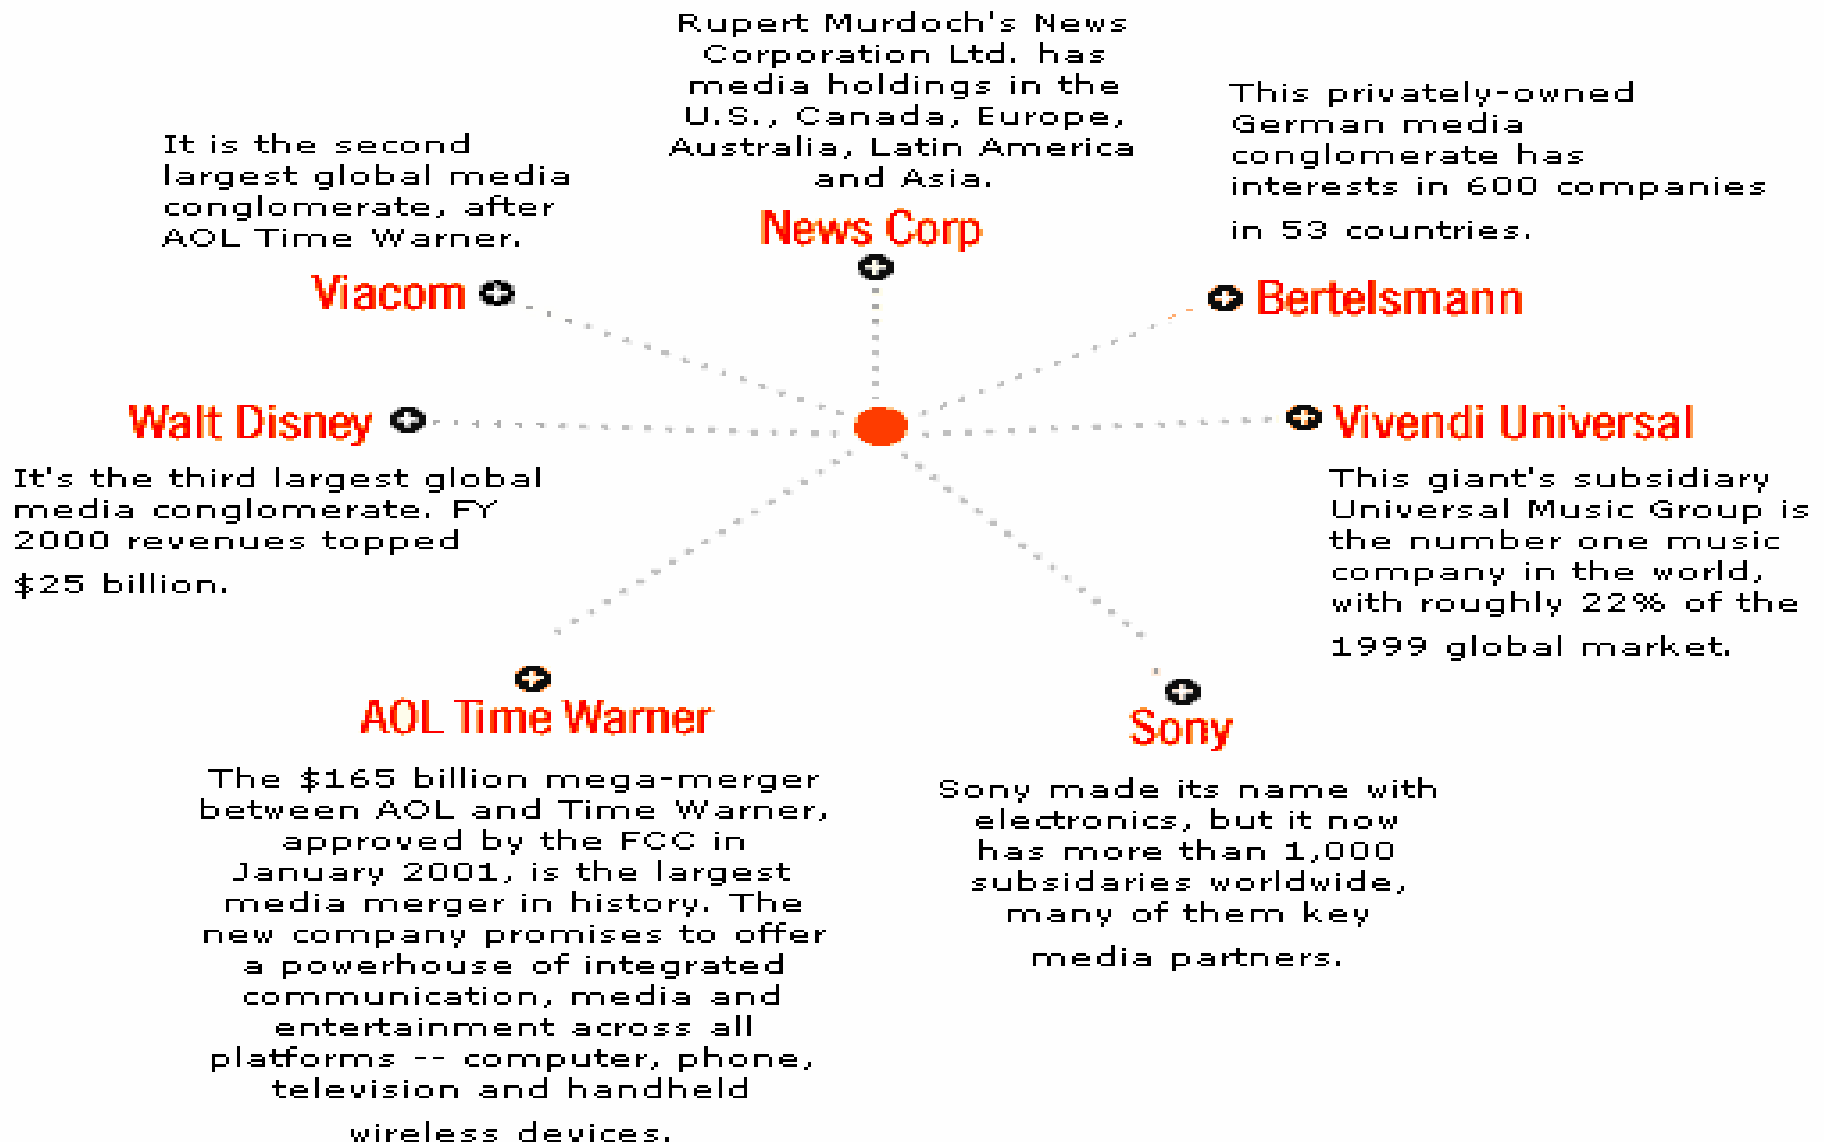 Rupert Murdoch's News
Corporation Ltd. has
media holdings in the
U.S., Canada, Europe,
Australia, Latin America
and Asia.
News Corp
It is the second
largest global media
conglomerate, after
AOL Time Warner.
Viacom
This privately-owned
German media
conglomerate has
interests in 600 companies
in 53 countries.
Bertelsmann
Walt Disney
It's the third largest global
media conglomerate. FY
2000 revenues topped
$25 billion.
Vivendi Universal
This giant's subsidiary
Universal Music Group is
the number one music
company in the world,
with roughly 22% of the
1999 global market.
AOL Time Warner
The $165 billion mega-merger
between AOL and Time Warner,
approved by the FCC in
January 2001, is the largest
media merger in history. The
new company promises to offer
a powerhouse of integrated
communication, media and
entertainment across all
platforms -- computer, phone,
television and handheld
wireless devices.
Sony
Sony made its name with
electronics, but it now
has more than 1,000
subsidaries worldwide,
many of them key
media partners.